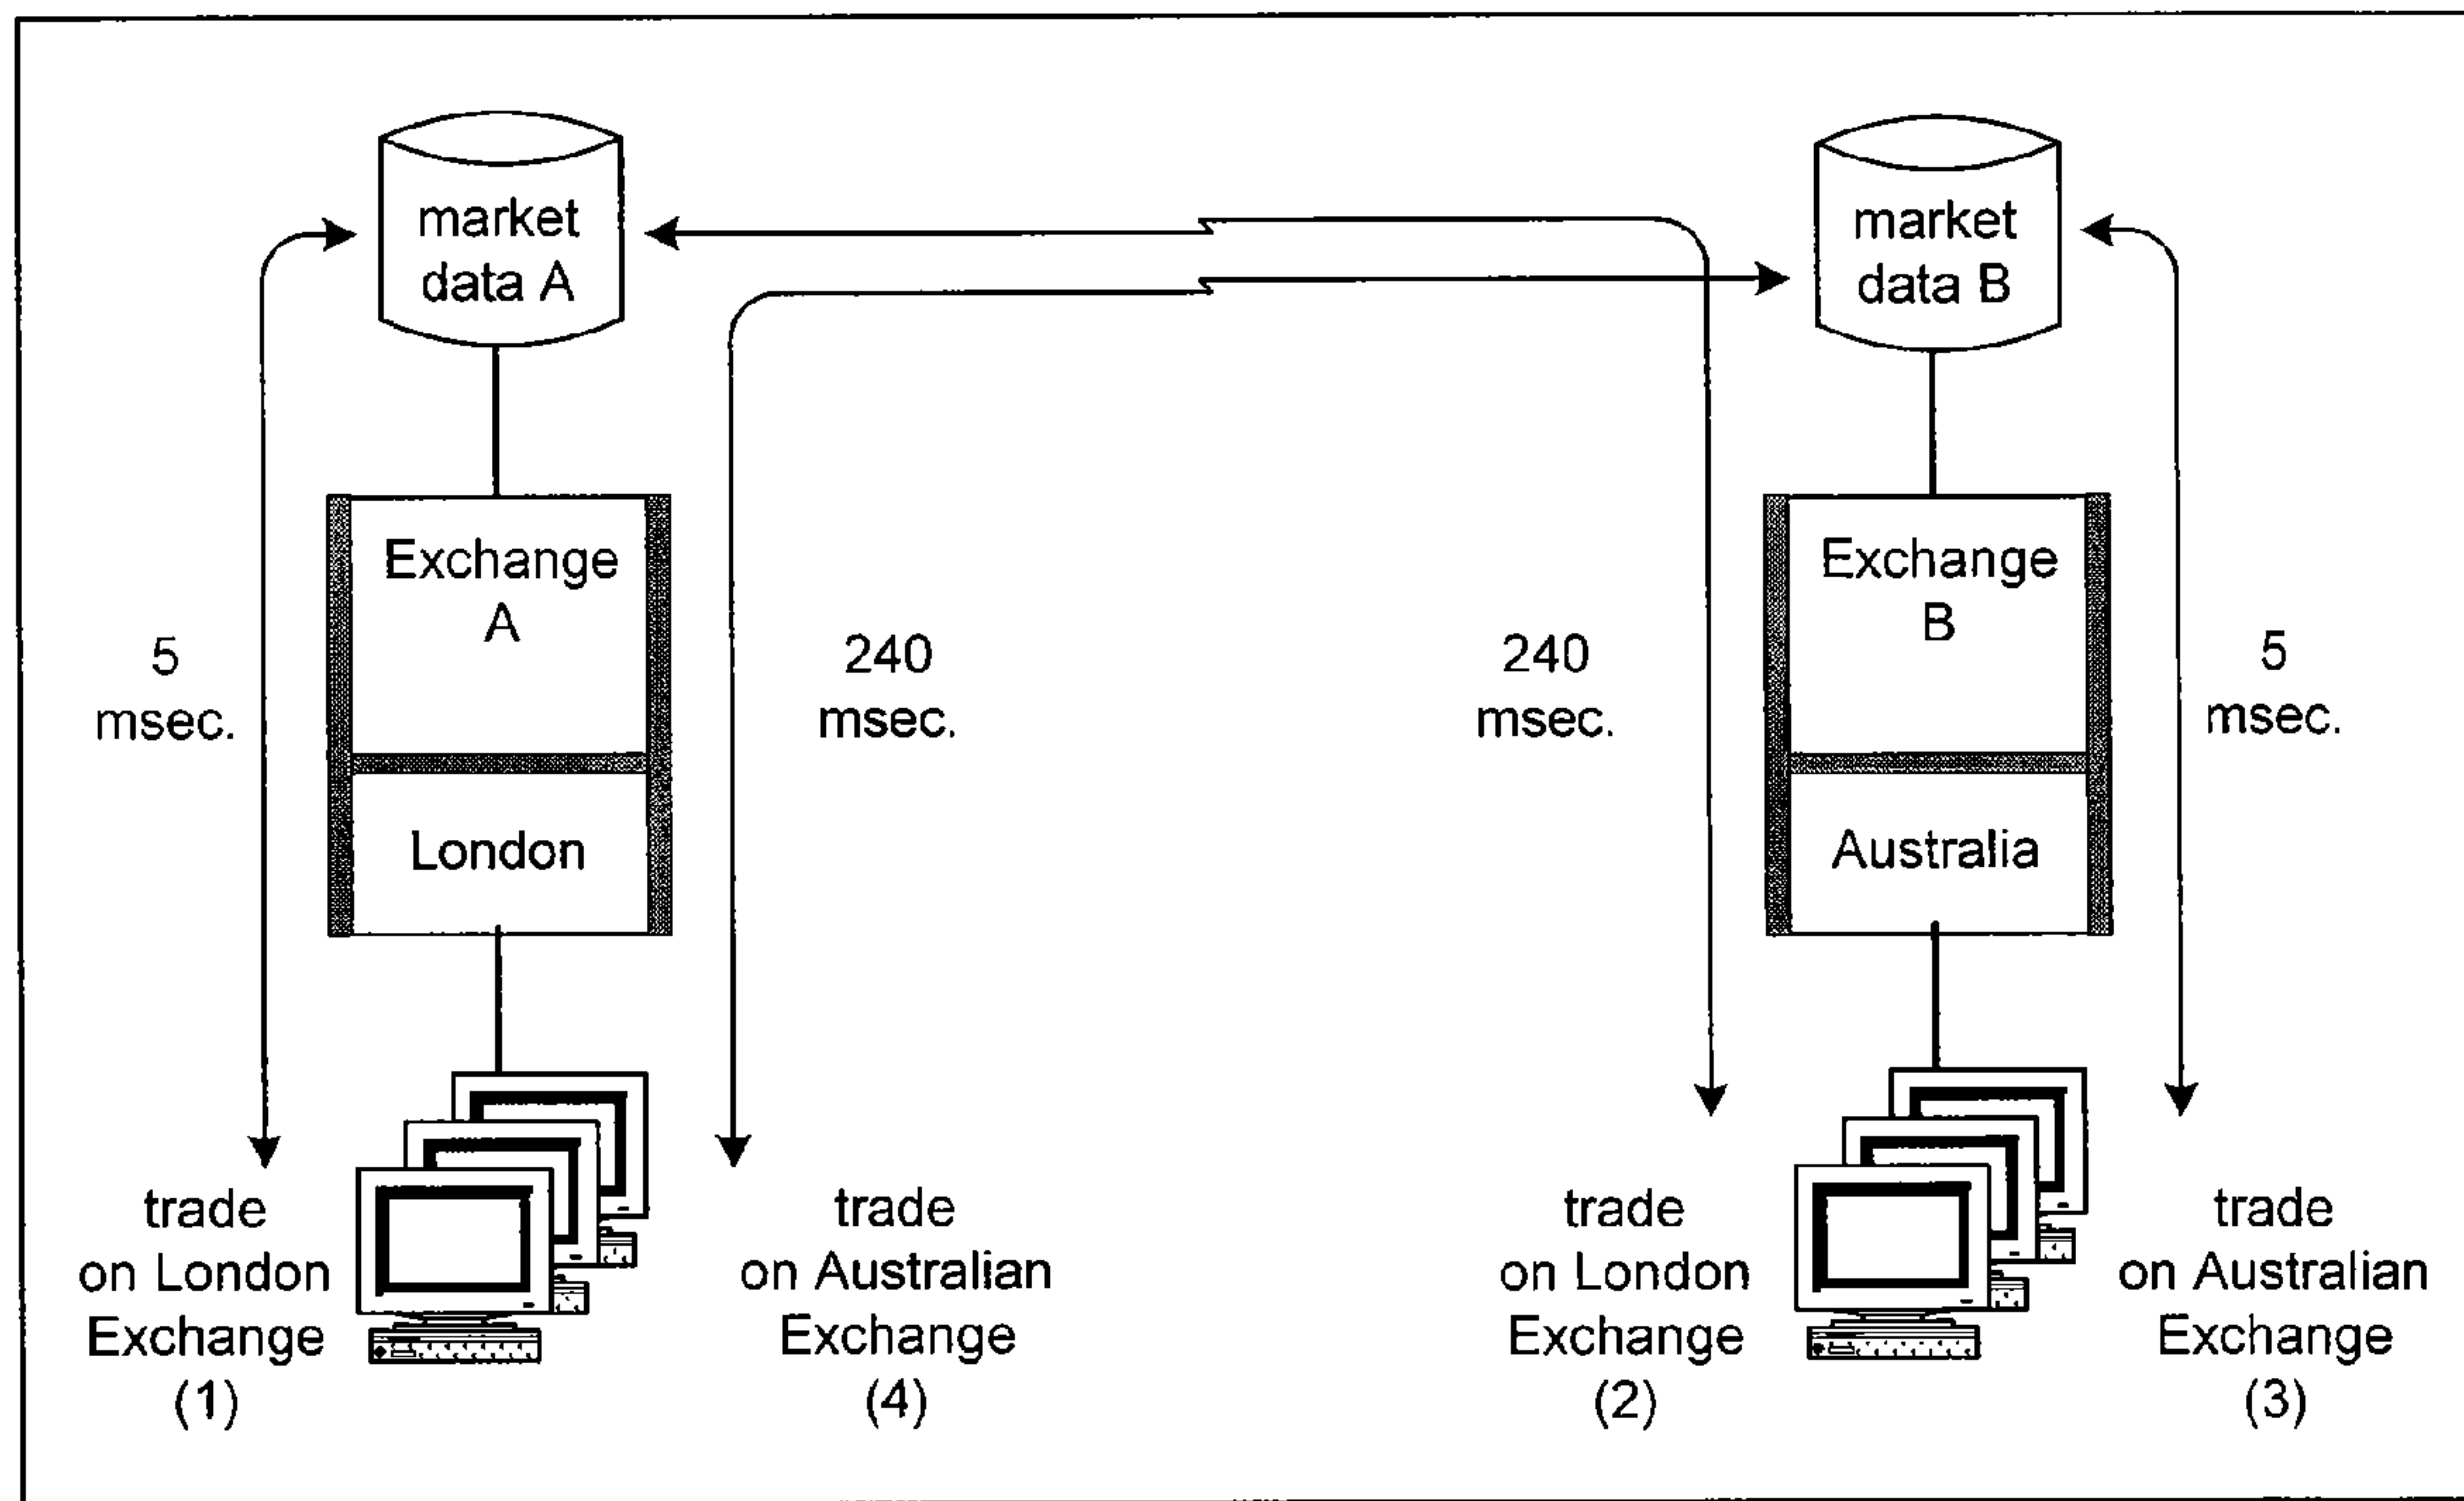 market
data A
market
data B
Exchange
A
Exchange
B
5
msec.
240
msec.
240
msec.
5
msec.
London
Australia
trade
on London
Exchange
(1)
trade
on Australian
Exchange
(4)
trade
on London
Exchange
(2)
trade
on Australian
Exchange
(3)